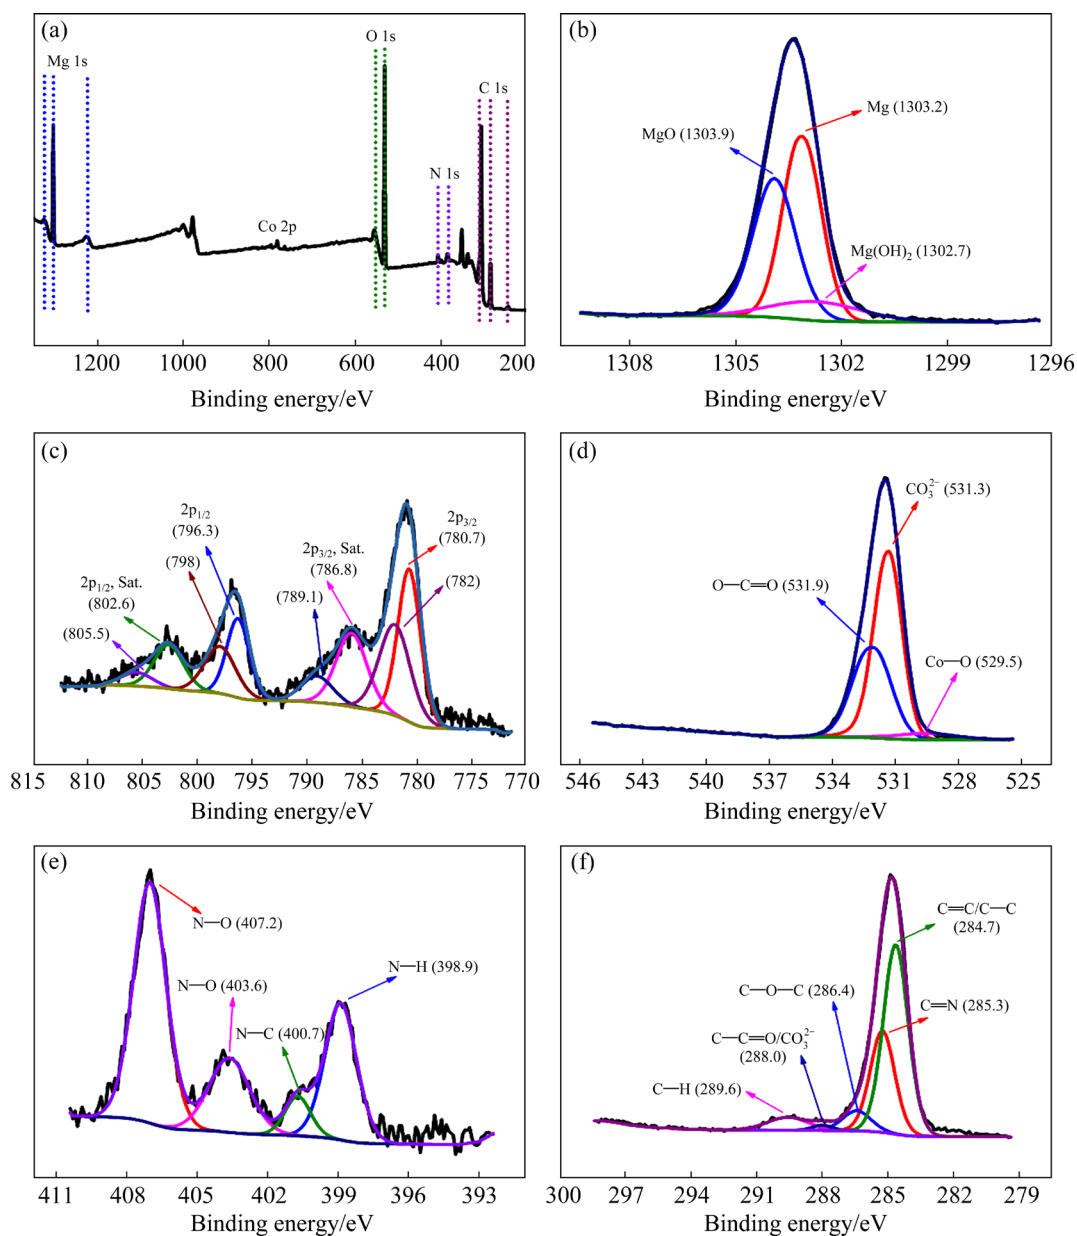 (a)
O 1s
Mg 1s
C 1s
N 1s
Co 2p
1200 1000 800 600 400 200
Binding energy/eV
(b)
Mg (1303.2)
MgO (1303.9)
Mg(OH)₂ (1302.7)
1308 1305 1302 1299 1296
Binding energy/eV
(c)
2p₁/₂
(796.3)
2p₃/₂
(780.7)
2p₃/₂, Sat.
(786.8)
(798)
(782)
2p₁/₂, Sat.
(802.6)
(789.1)
(805.5)
815 810 805 800 795 790 785 780 775 770
Binding energy/eV
(d)
CO₃²⁻ (531.3)
O—C=O (531.9)
Co—O (529.5)
546 543 540 537 534 531 528 525
Binding energy/eV
(e)
N—O (407.2)
N—H (398.9)
N—O (403.6)
N—C (400.7)
411 408 405 402 399 396 393
Binding energy/eV
(f)
C=C/C—C
(284.7)
C—O—C (286.4)
C=N (285.3)
C—C=O/CO₃²⁻
(288.0)
C—H (289.6)
300 297 294 291 288 285 282 279
Binding energy/eV